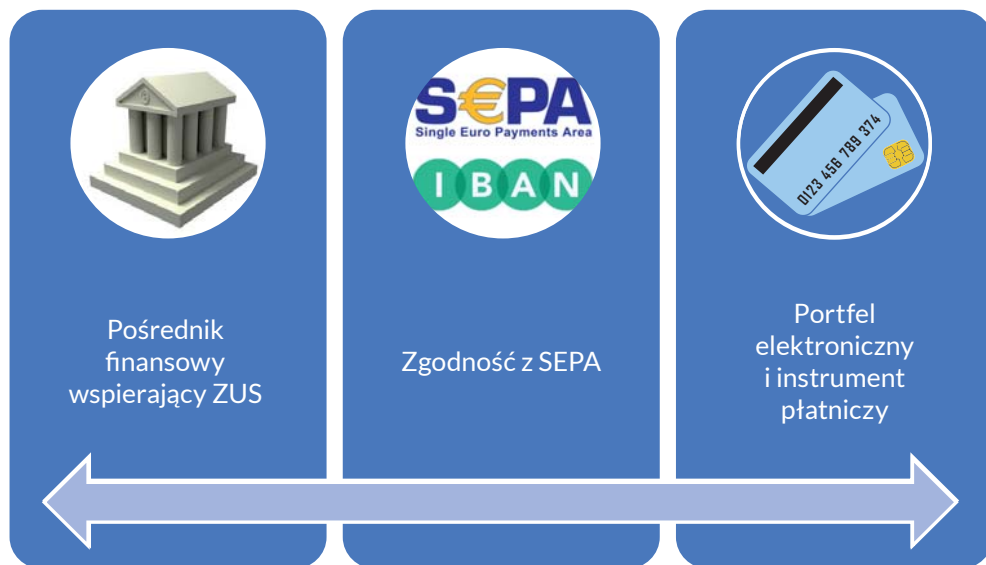 S€PA
Single Euro Payments Area
IBAN
0123 456 789 374
Pośrednik
finansowy
wspierający ZUS
Zgodność z SEPA
Portfel
elektroniczny
i instrument
płatniczy